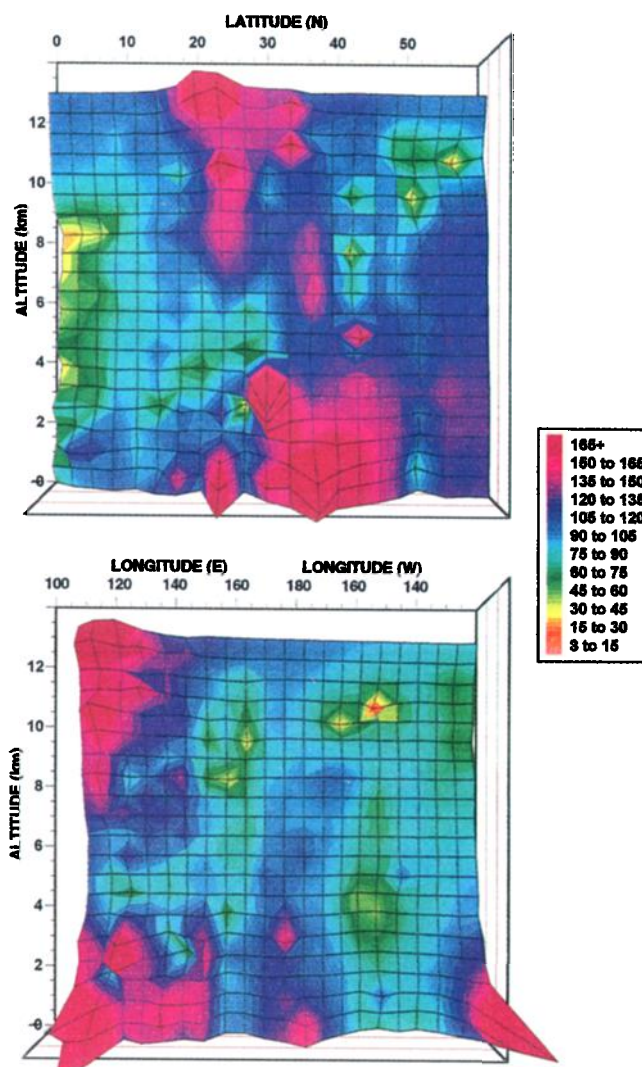 LATITUDE (N)
0 10 20 30 40 50
12
10
8
6
4
2
0
ALTITUDE (km)
165+
150 to 165
135 to 150
120 to 135
105 to 120
90 to 105
75 to 90
60 to 75
45 to 60
30 to 45
15 to 30
3 to 15
LONGITUDE (E) LONGITUDE (W)
100 120 140 160 180 160 140
12
10
8
6
4
2
0
ALTITUDE (km)